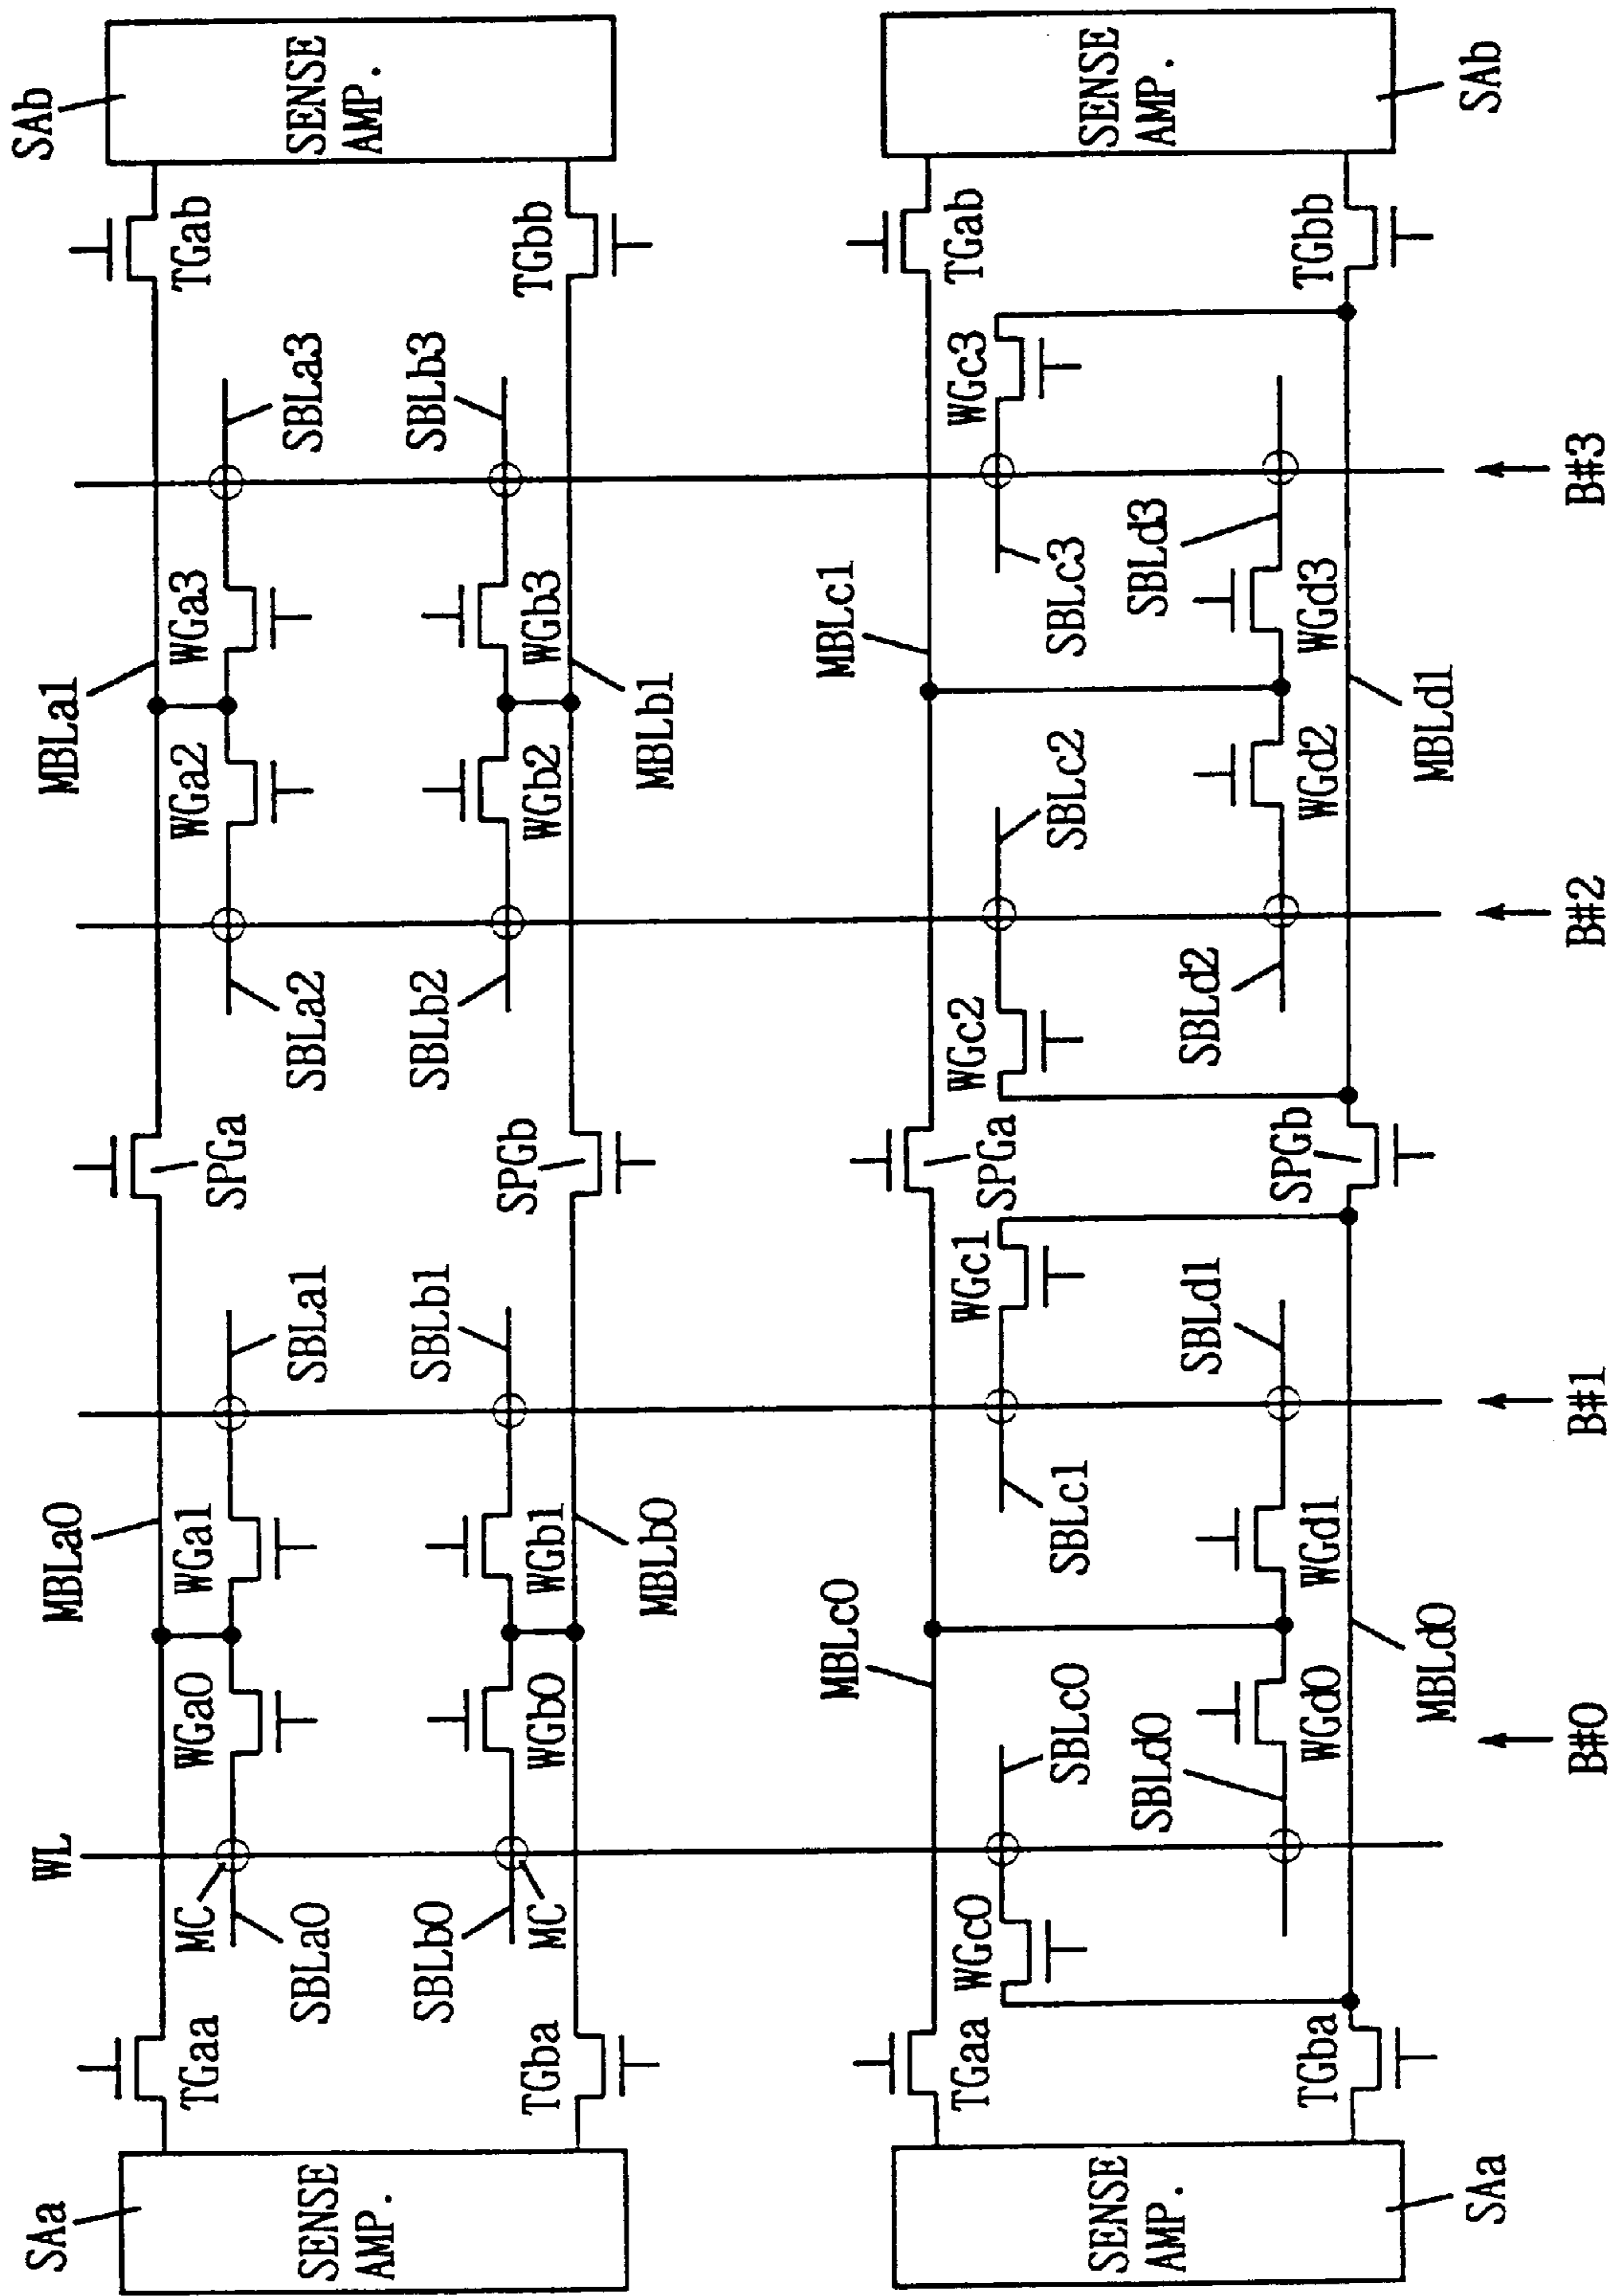 SAa
SENSE
AMP.
TGaa
TGba
MC
SBLa0
WL
SBLb0
MC
WGa0
WGb0
MBLa0
WGa1
WGb1
MBLb0
SBLa1
SBLb1
SPGa
SPGb
SBLa2
SBLb2
WGa2
WGb2
MBLa1
WGa3
WGb3
MBLb1
SBLa3
SBLb3
TGab
TGbb
SAb
SENSE
AMP.
SENSE
AMP.
SAa
TGaa
TGba
WGc0
SBLc0
SBLd0
WGd0
MBLc0
MBLd0
WGd1
SBLc1
SBLd1
WGc1
SPGa
SPGb
WGc2
SBLd2
SBLc2
WGd2
MBLc1
MBLd1
WGd3
SBLc3
SBLd3
WGc3
TGab
TGbb
SENSE
AMP.
SAb
B#0
B#1
B#2
B#3